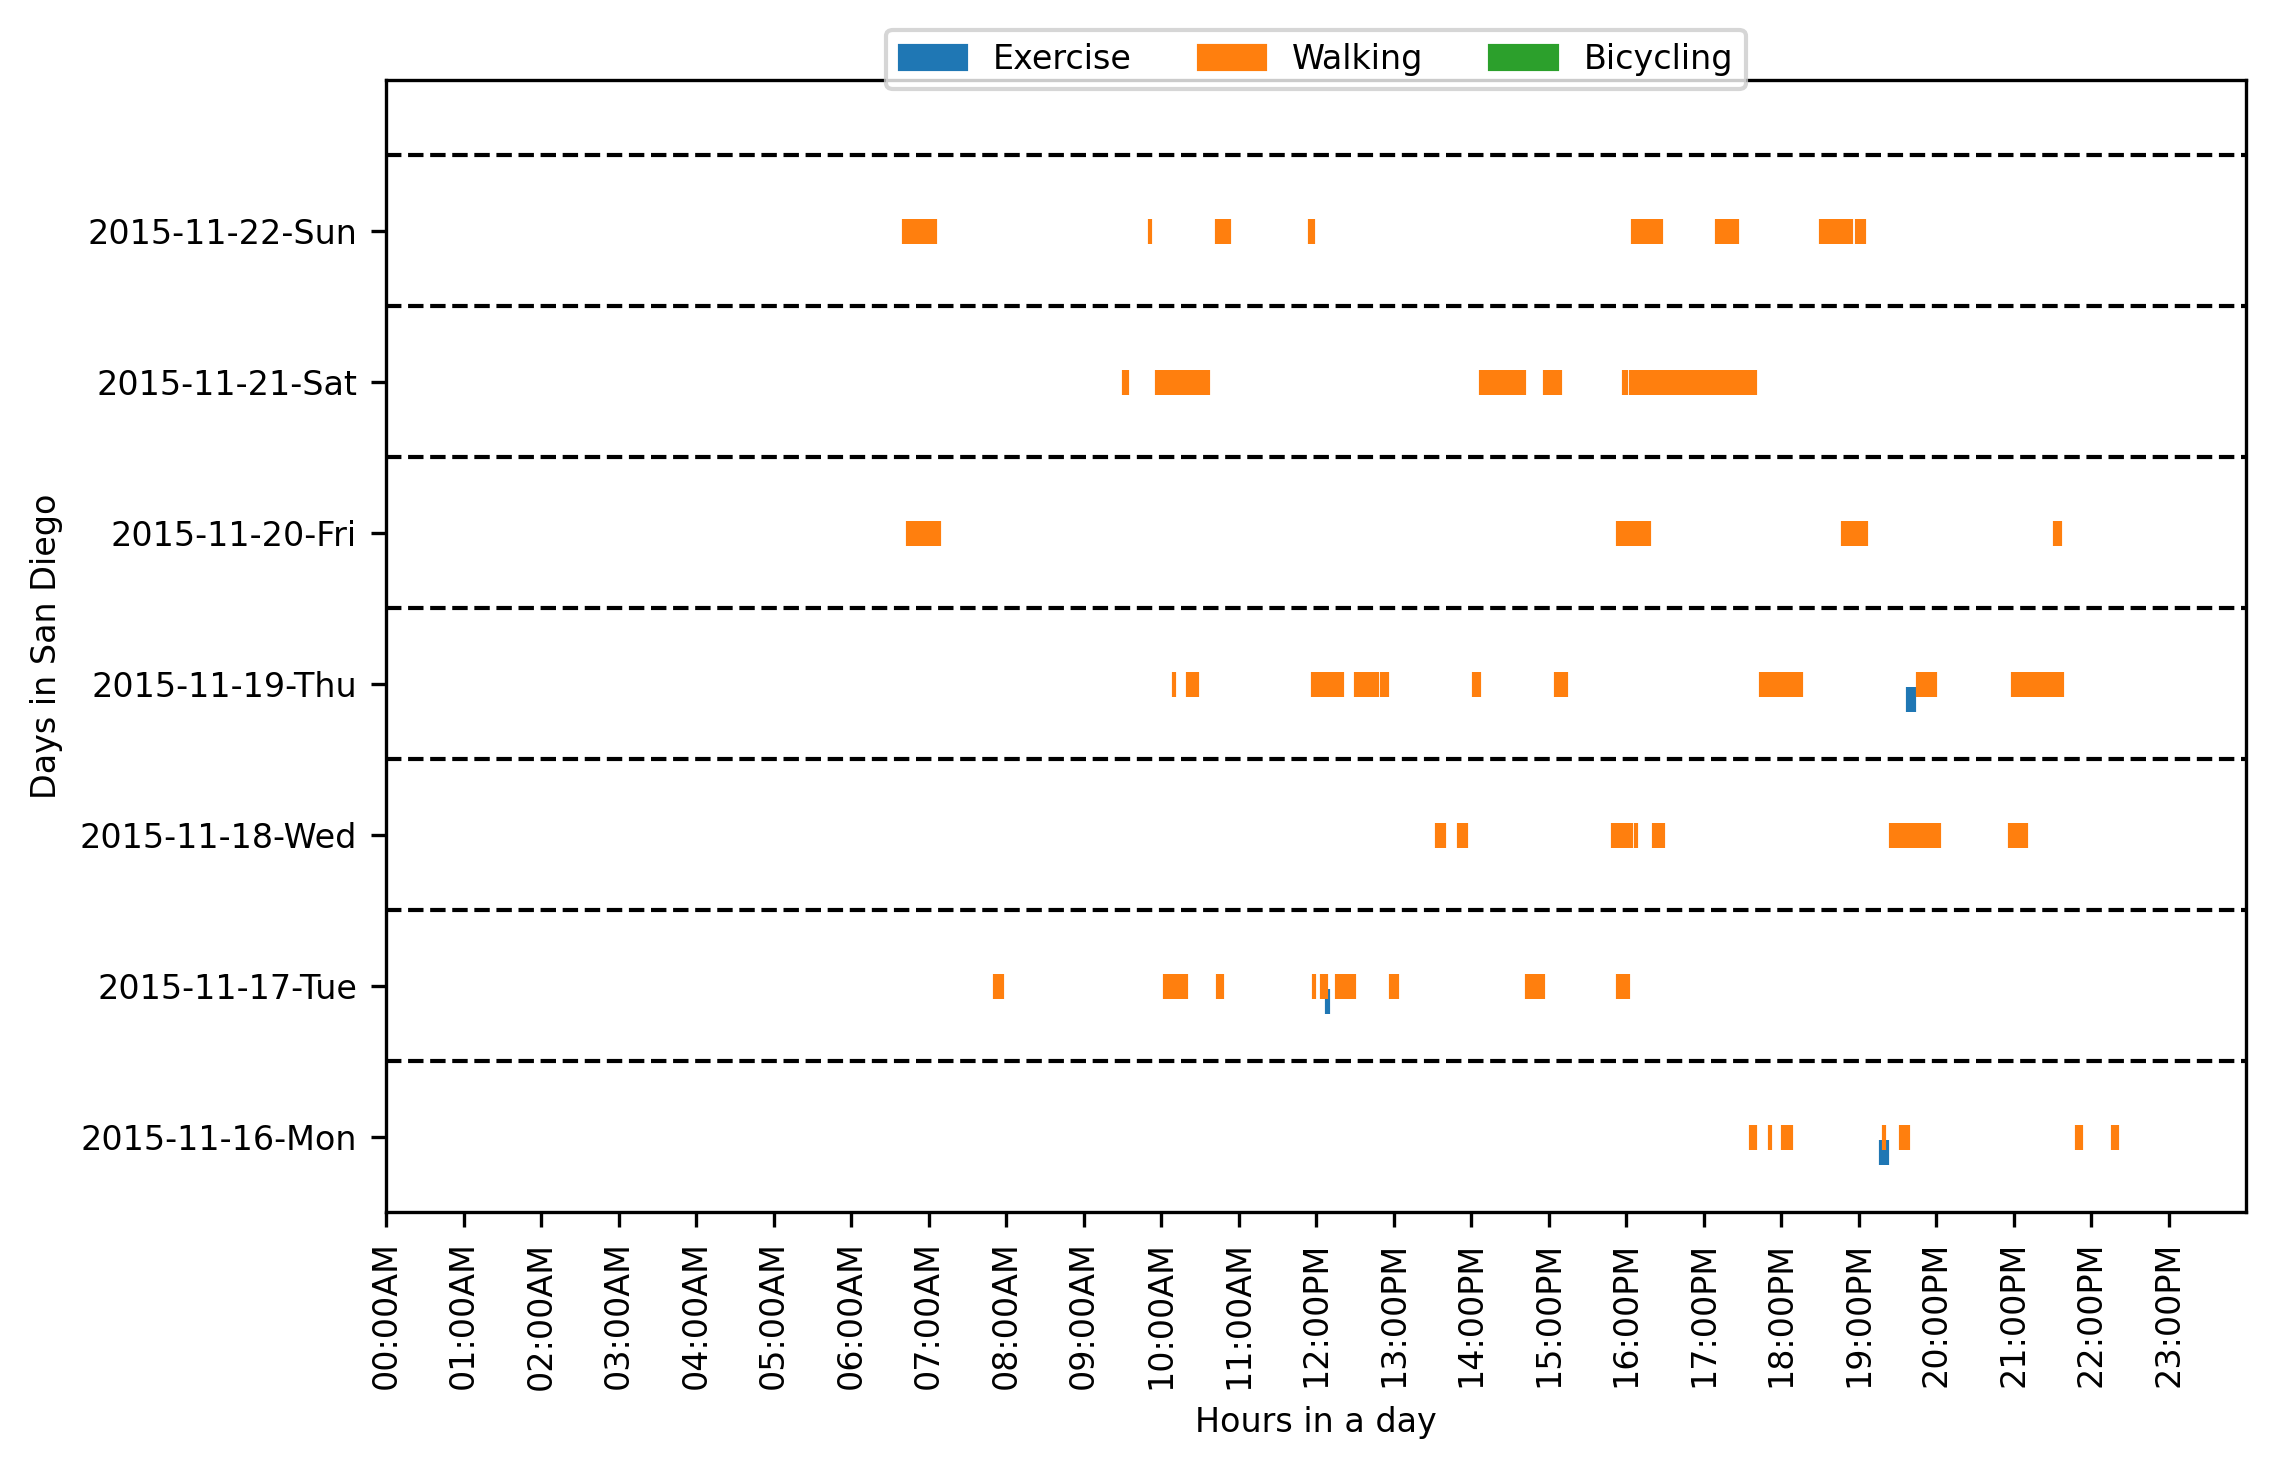 Exercise Walking Bicycling
Days in San Diego
2015-11-22-Sun
2015-11-21-Sat
2015-11-20-Fri
2015-11-19-Thu
2015-11-18-Wed
2015-11-17-Tue
2015-11-16-Mon
00:00AM
01:00AM
02:00AM
03:00AM
04:00AM
05:00AM
06:00AM
07:00AM
08:00AM
09:00AM
10:00AM
11:00AM
12:00PM
13:00PM
14:00PM
15:00PM
16:00PM
17:00PM
18:00PM
19:00PM
20:00PM
21:00PM
22:00PM
23:00PM
Hours in a day